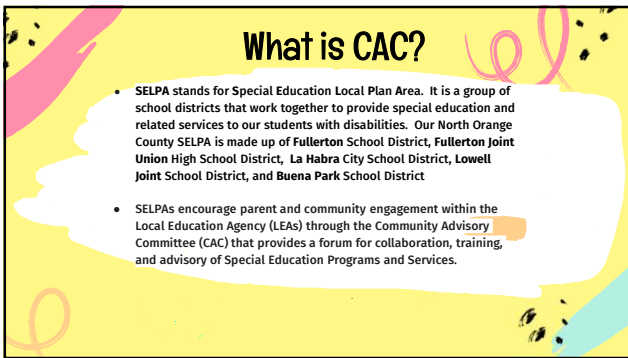 What is CAC?
● SELPA stands for Special Education Local Plan Area.  It is a group of
school districts that work together to provide special education and
related services to our students with disabilities.  Our North Orange
County SELPA is made up of Fullerton School District, Fullerton Joint
Union High School District,  La Habra City School District, Lowell
Joint School District, and Buena Park School District
● SELPAs encourage parent and community engagement within the
Local Education Agency (LEAs) through the Community Advisory
Committee (CAC) that provides a forum for collaboration, training,
and advisory of Special Education Programs and Services.